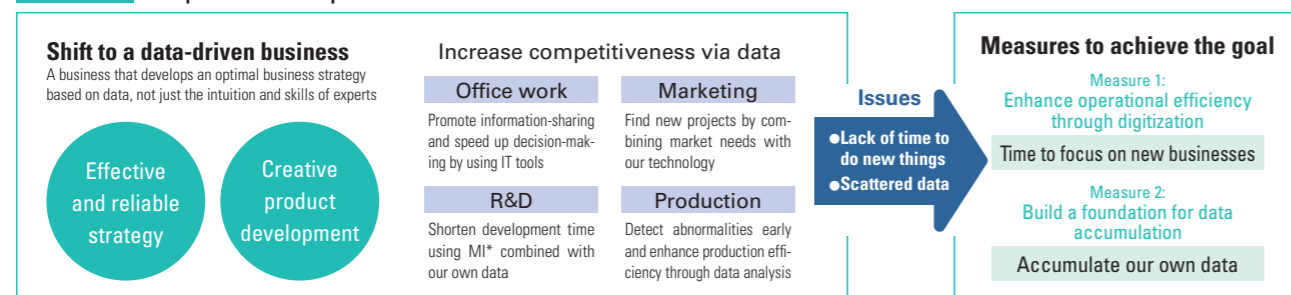 Shift to a data-driven business
A business that develops an optimal business strategy
based on data, not just the intuition and skills of experts
Effective
and reliable
strategy
Creative
product
development
Increase competitiveness via data
Office work
Promote information-sharing
and speed up decision-mak-
ing by using IT tools
Marketing
Find new projects by com-
bining market needs with
our technology
R&D
Shorten development time
using MI* combined with
our own data
Production
Detect abnormalities early
and enhance production effi-
ciency through data analysis
Issues
●Lack of time to
do new things
●Scattered data
Measures to achieve the goal
Measure 1:
Enhance operational efficiency
through digitization
Time to focus on new businesses
Measure 2:
Build a foundation for data
accumulation
Accumulate our own data